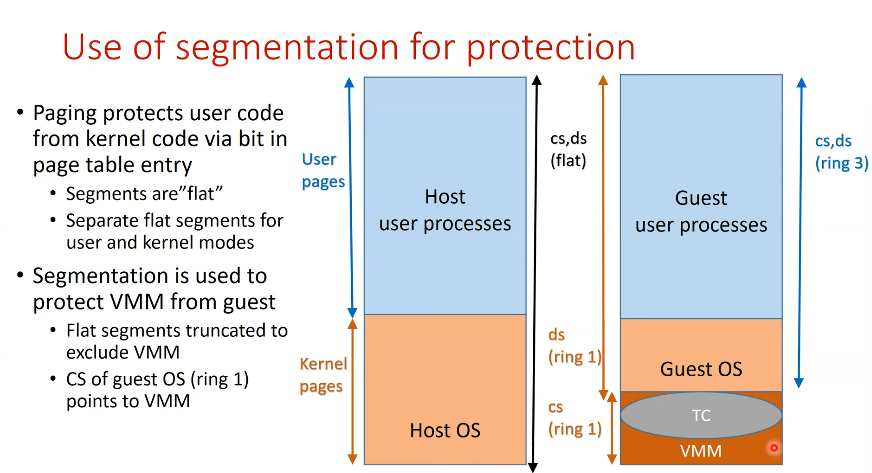 Use of segmentation for protection
• Paging protects user code
from kernel code via bit in
page table entry
• Segments are”flat”
• Separate flat segments for
user and kernel modes
• Segmentation is used to
protect VMM from guest
• Flat segments truncated to
exclude VMM
• CS of guest OS (ring 1)
points to VMM
User
pages
Kernel
pages
Host
user processes
Host OS
cs,ds
(flat)
ds
(ring 1)
cs
(ring 1)
Guest
user processes
Guest OS
TC
VMM
cs,ds
(ring 3)